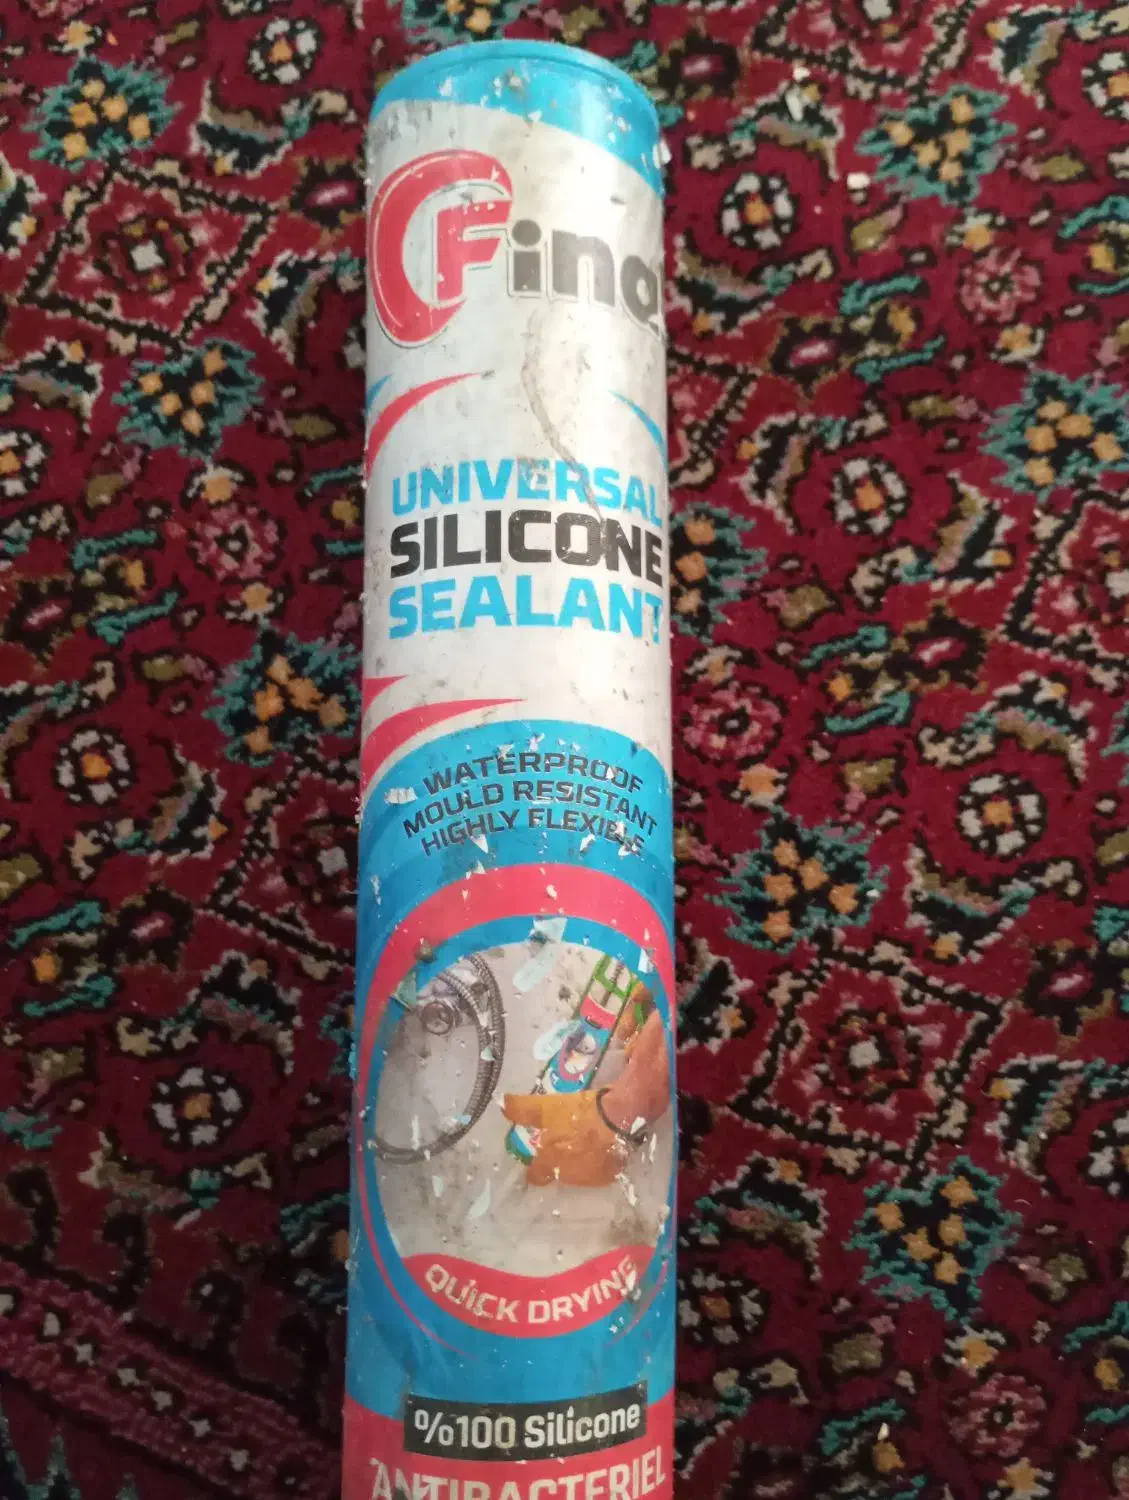 Fina
UNIVERSAL
SILICONE
SEALANT
WATERPROOF
MOULD RESISTANT
HIGHLY FLEXIBLE
QUICK DRYING
%100 Silicone
ANTIBACTERIEL